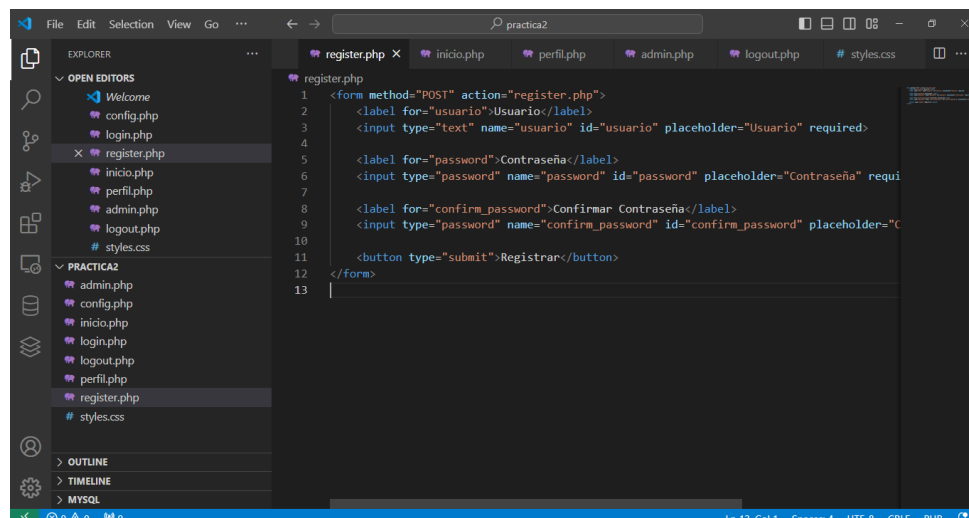 File Edit Selection View Go ··· practica2
EXPLORER ···
OPEN EDITORS
Welcome
config.php
login.php
register.php
inicio.php
perfil.php
admin.php
logout.php
# styles.css
PRACTICA2
admin.php
config.php
inicio.php
login.php
logout.php
perfil.php
register.php
# styles.css
OUTLINE
TIMELINE
MYSQL
register.php inicio.php perfil.php admin.php logout.php # styles.css ···
register.php
1 <form method="POST" action="register.php">
2 <label for="usuario">Usuario</label>
3 <input type="text" name="usuario" id="usuario" placeholder="Usuario" required>
4
5 <label for="password">Contraseña</label>
6 <input type="password" name="password" id="password" placeholder="Contraseña" requi
7
8 <label for="confirm_password">Confirmar Contraseña</label>
9 <input type="password" name="confirm_password" id="confirm_password" placeholder="C
10
11 <button type="submit">Registrar</button>
12 </form>
13